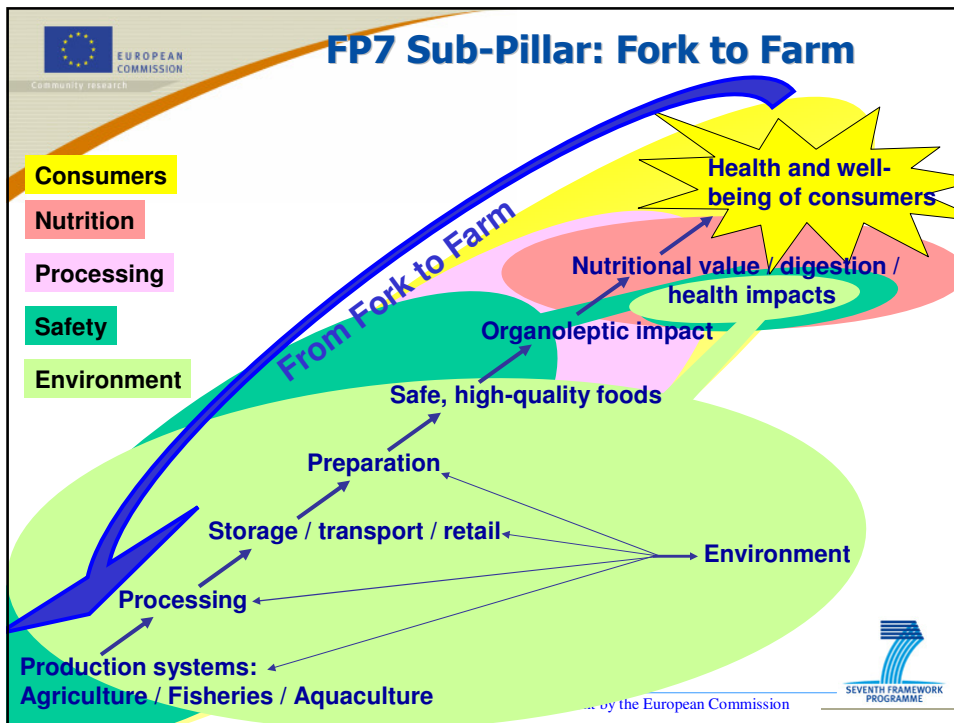 EUROPEAN
COMMISSION
Community research
FP7 Sub-Pillar: Fork to Farm
Consumers
Nutrition
Processing
Safety
Environment
From Fork to Farm
Health and well-
being of consumers
Nutritional value / digestion /
health impacts
Organoleptic impact
Safe, high-quality foods
Preparation
Storage / transport / retail
Environment
Processing
Production systems:
Agriculture / Fisheries / Aquaculture
by the European Commission
SEVENTH FRAMEWORK
PROGRAMME